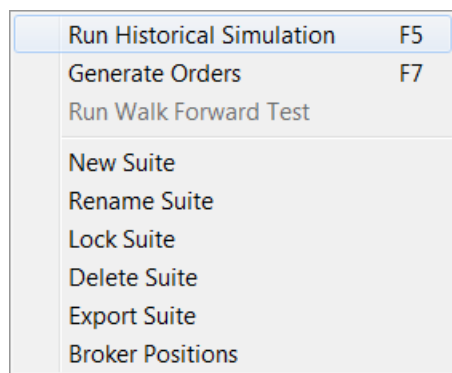 Run Historical Simulation F5
Generate Orders F7
Run Walk Forward Test
New Suite
Rename Suite
Lock Suite
Delete Suite
Export Suite
Broker Positions